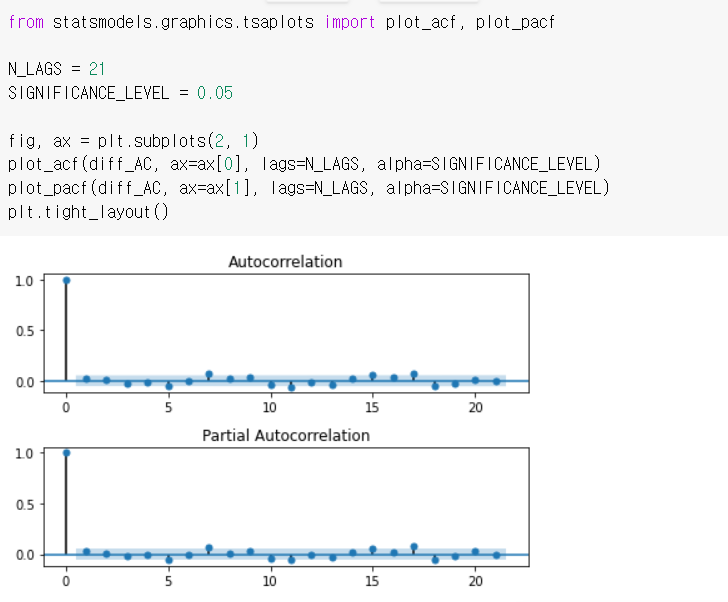 from statsmodels.graphics.tsaplots import plot_acf, plot_pacf
N_LAGS = 21
SIGNIFICANCE_LEVEL = 0.05
fig, ax = plt.subplots(2, 1)
plot_acf(diff_AC, ax=ax[0], lags=N_LAGS, alpha=SIGNIFICANCE_LEVEL)
plot_pacf(diff_AC, ax=ax[1], lags=N_LAGS, alpha=SIGNIFICANCE_LEVEL)
plt.tight_layout()
Autocorrelation
1.0
0.5
0.0
0 5 10 15 20
Partial Autocorrelation
1.0
0.5
0.0
0 5 10 15 20